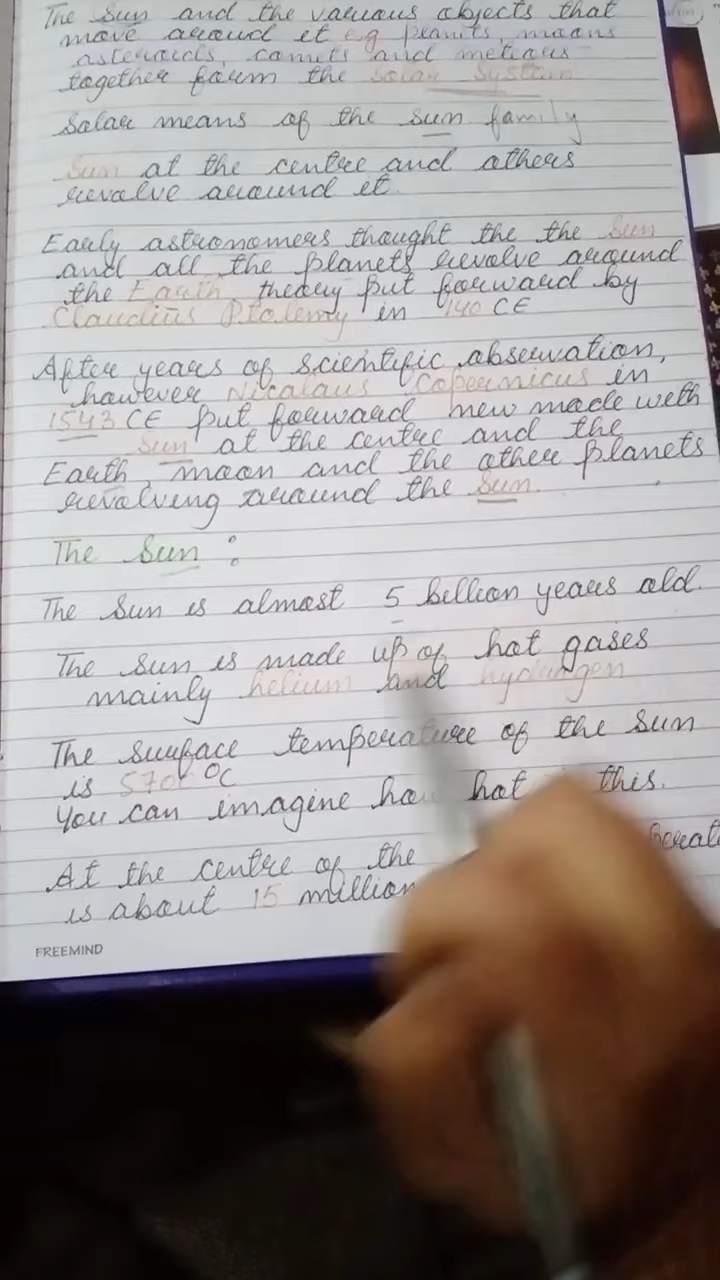 The Sun and the various objects that
move around it e.g planits, moons
asteroids, comets and meteors
together form the Solar System
Solar means of the sun family
Sun at the centre and others
revolve around it.
Early astronomers thought the the Sun
and all the planets revolve around
the Earth theory put forward by
Claudius Ptolemy in 140 CE
After years of scientific observation,
however Nicolaus Copernicus in
1543 CE put forward new made with
Sun at the centre and the
Earth, moon and the other planets
revolving around the Sun.
The Sun :
The Sun is almost 5 billion years old.
The Sun is made up of hot gases
mainly helium and hydrongen
The surface temperature of the Sun
is °C
You can imagine hot this.
At the centre of the
is about 15 million
FREEMIND